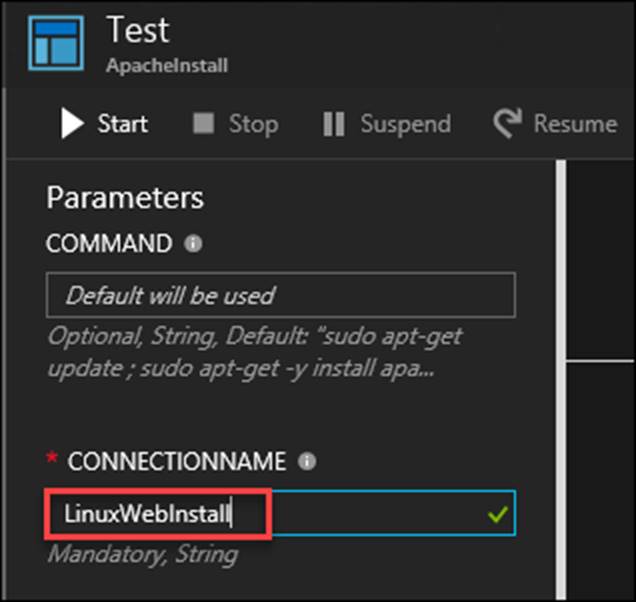 Test
ApacheInstall
Start Stop Suspend Resume
Parameters
COMMAND
Default will be used
Optional, String, Default: "sudo apt-get
update ; sudo apt-get -y install apa...
* CONNECTIONNAME
LinuxWebInstall
Mandatory, String